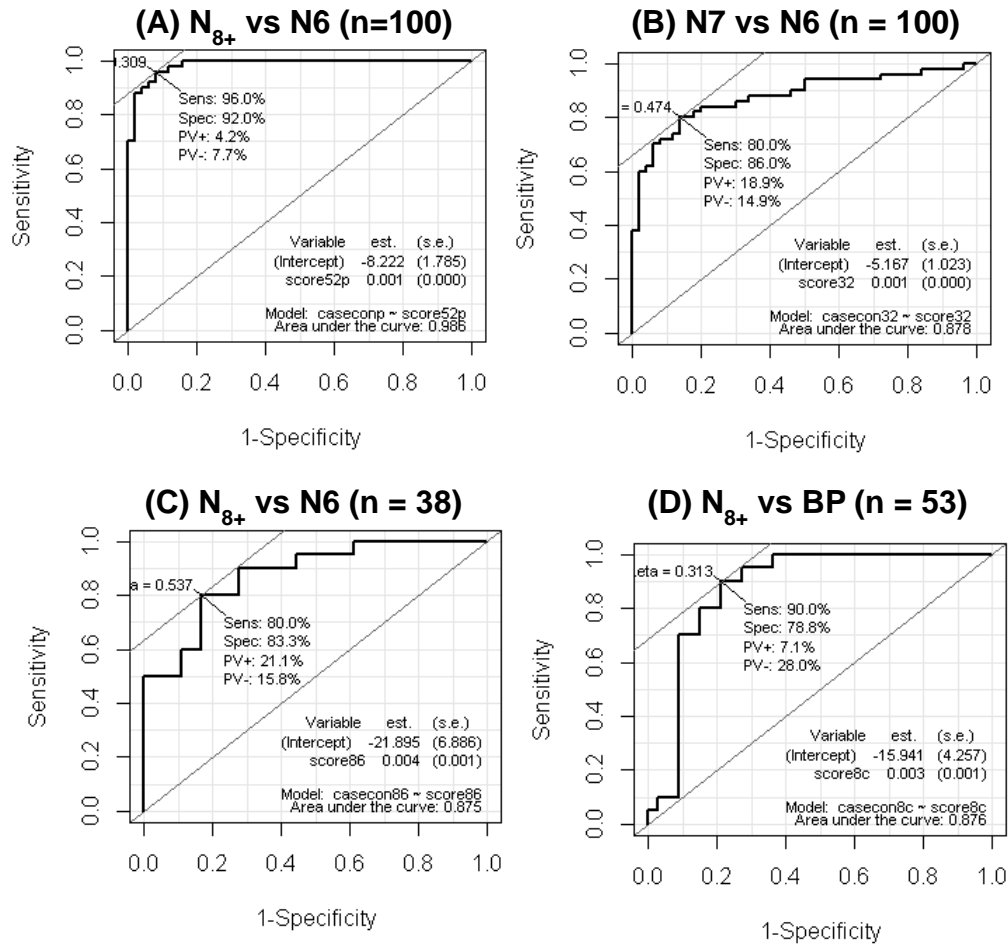 (A) N8+ vs N6 (n=100)
.309
Sens: 96.0%
Spec: 92.0%
PV+: 4.2%
PV-: 7.7%
Variable est. (s.e.)
(Intercept) -8.222 (1.785)
score52p 0.001 (0.000)
Model: caseconp ~ score52p
Area under the curve: 0.986
Sensitivity
0.0 0.2 0.4 0.6 0.8 1.0
0.0 0.2 0.4 0.6 0.8 1.0
1-Specificity
(B) N7 vs N6 (n = 100)
= 0.474
Sens: 80.0%
Spec: 86.0%
PV+: 18.9%
PV-: 14.9%
Variable est. (s.e.)
(Intercept) -5.167 (1.023)
score32 0.001 (0.000)
Model: casecon32 ~ score32
Area under the curve: 0.878
Sensitivity
0.0 0.2 0.4 0.6 0.8 1.0
0.0 0.2 0.4 0.6 0.8 1.0
1-Specificity
(C) N8+ vs N6 (n = 38)
a = 0.537
Sens: 80.0%
Spec: 83.3%
PV+: 21.1%
PV-: 15.8%
Variable est. (s.e.)
(Intercept) -21.895 (6.886)
score86 0.004 (0.001)
Model: casecon86 ~ score86
Area under the curve: 0.875
Sensitivity
0.0 0.2 0.4 0.6 0.8 1.0
0.0 0.2 0.4 0.6 0.8 1.0
1-Specificity
(D) N8+ vs BP (n = 53)
eta = 0.313
Sens: 90.0%
Spec: 78.8%
PV+: 7.1%
PV-: 28.0%
Variable est. (s.e.)
(Intercept) -15.941 (4.257)
score8c 0.003 (0.001)
Model: casecon8c ~ score8c
Area under the curve: 0.876
Sensitivity
0.0 0.2 0.4 0.6 0.8 1.0
0.0 0.2 0.4 0.6 0.8 1.0
1-Specificity